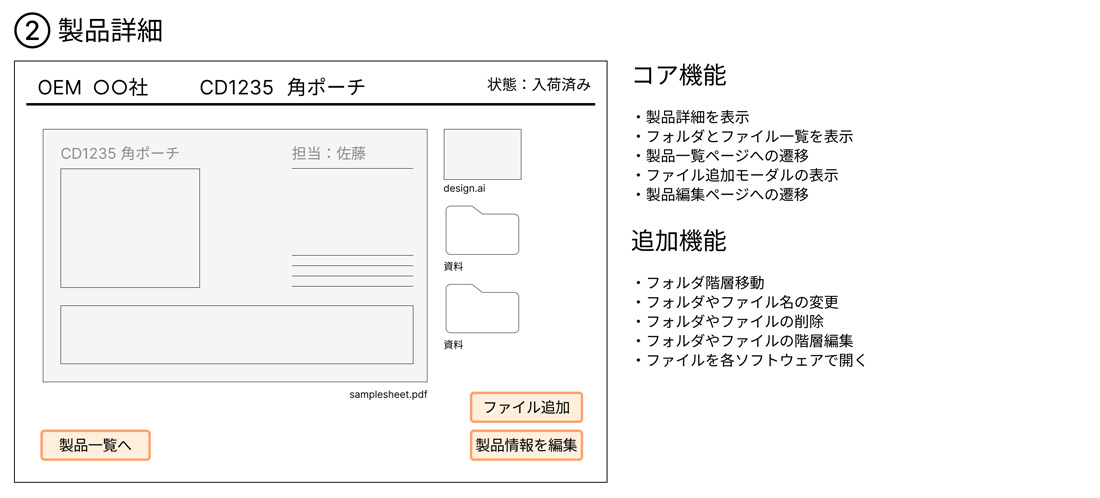 ② 製品詳細
OEM 〇〇社 CD1235 角ポーチ 状態：入荷済み
CD1235 角ポーチ 担当：佐藤
design.ai
資料
資料
samplesheet.pdf
ファイル追加
製品一覧へ
製品情報を編集
コア機能
・製品詳細を表示
・フォルダとファイル一覧を表示
・製品一覧ページへの遷移
・ファイル追加モーダルの表示
・製品編集ページへの遷移
追加機能
・フォルダ階層移動
・フォルダやファイル名の変更
・フォルダやファイルの削除
・フォルダやファイルの階層編集
・ファイルを各ソフトウェアで開く